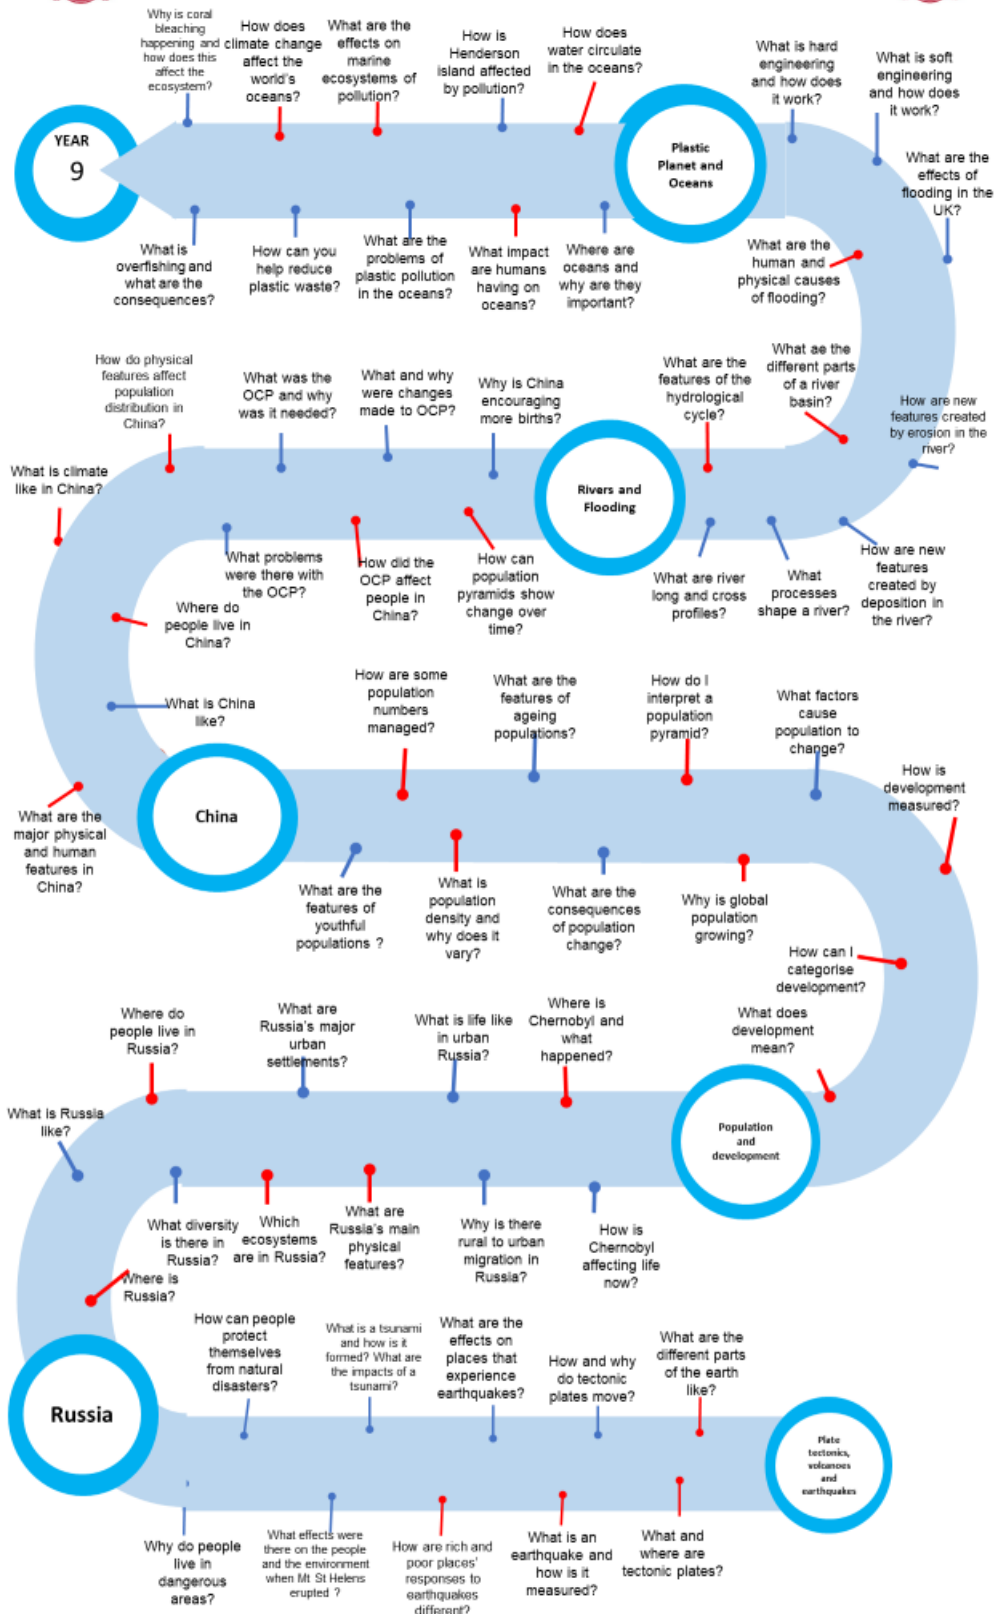 Why is coral
bleaching
happening and
how does this
affect the
ecosystem?
How does
climate change
affect the
world's
oceans?
What are the
effects on
marine
ecosystems of
pollution?
How is
Henderson
island affected
by pollution?
How does
water circulate
in the oceans?
What is hard
engineering
and how does
it work?
What is soft
engineering
and how does
it work?
What are the
effects of
flooding in the
UK?
YEAR
9
Plastic
Planet and
Oceans
What is
overfishing and
what are the
consequences?
How can you
help reduce
plastic waste?
What are the
problems of
plastic pollution
in the oceans?
What impact
are humans
having on
oceans?
Where are
oceans and
why are they
important?
What are the
human and
physical causes
of flooding?
How do physical
features affect
population
distribution in
China?
What was the
OCP and why
was it needed?
What and why
were changes
made to OCP?
Why is China
encouraging
more births?
What are the
features of the
hydrological
cycle?
What ae the
different parts
of a river
basin?
How are new
features created
by erosion in the
river?
What is climate
like in China?
Rivers and
Flooding
What problems
were there with
the OCP?
How did the
OCP affect
people in
China?
How can
population
pyramids show
change over
time?
What are river
long and cross
profiles?
What
processes
shape a river?
How are new
features
created by
deposition in
the river?
Where do
people live in
China?
What is China
like?
How are some
population
numbers
managed?
What are the
features of
ageing
populations?
How do I
interpret a
population
pyramid?
What factors
cause
population to
change?
How is
development
measured?
What are the
major physical
and human
features in
China?
China
What are the
features of
youthful
populations ?
What is
population
density and
why does it
vary?
What are the
consequences
of population
change?
Why is global
population
growing?
How can I
categorise
development?
Where do
people live in
Russia?
What are
Russia's major
urban
settlements?
What is life like
in urban
Russia?
Where is
Chernobyl and
what
happened?
What does
development
mean?
What is Russia
like?
Population
and
development
What diversity
is there in
Russia?
Which
ecosystems
are in Russia?
What are
Russia's main
physical
features?
Why is there
rural to urban
migration in
Russia?
How is
Chernobyl
affecting life
now?
Where is
Russia?
How can people
protect
themselves
from natural
disasters?
What is a tsunami
and how is it
formed? What are
the impacts of a
tsunami?
What are the
effects on
places that
experience
earthquakes?
How and why
do tectonic
plates move?
What are the
different parts
of the earth
like?
Russia
Plate
tectonics,
volcanoes
and
earthquakes
Why do people
live in
dangerous
areas?
What effects were
there on the people
and the environment
when Mt St Helens
erupted ?
How are rich and
poor places'
responses to
earthquakes
different?
What is an
earthquake and
how is it
measured?
What and
where are
tectonic plates?